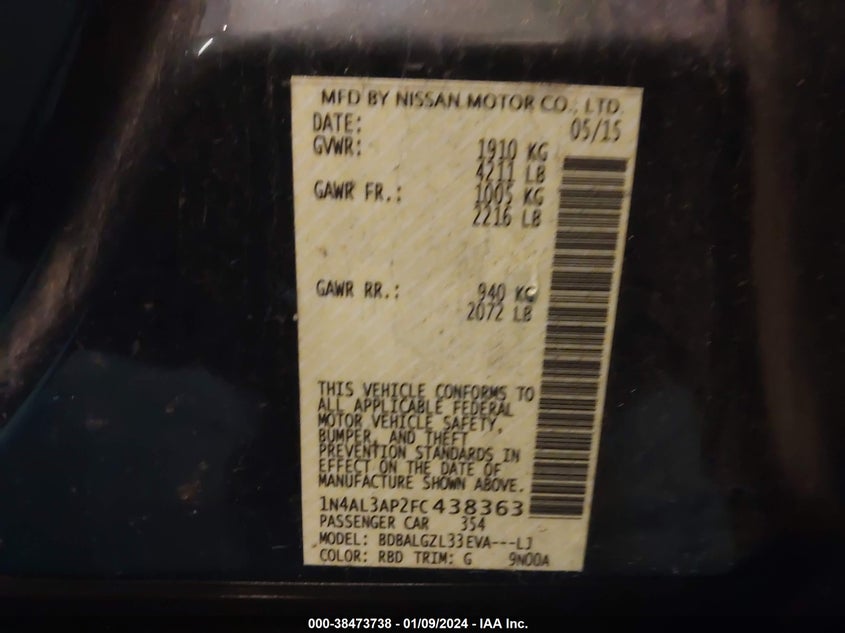 MFD BY NISSAN MOTOR CO., LTD.
DATE: 05/15
GVWR: 1910 KG
4211 LB
GAWR FR.: 1005 KG
2216 LB
GAWR RR.: 940 KG
2072 LB
THIS VEHICLE CONFORMS TO
ALL APPLICABLE FEDERAL
MOTOR VEHICLE SAFETY,
BUMPER, AND THEFT
PREVENTION STANDARDS IN
EFFECT ON THE DATE OF
MANUFACTURE SHOWN ABOVE.
1N4AL3AP2FC438363
PASSENGER CAR 354
MODEL: BDBALGZL33EVA---LJ
COLOR: RBD TRIM: G 9N00A
000-38473738 - 01/09/2024 - IAA Inc.